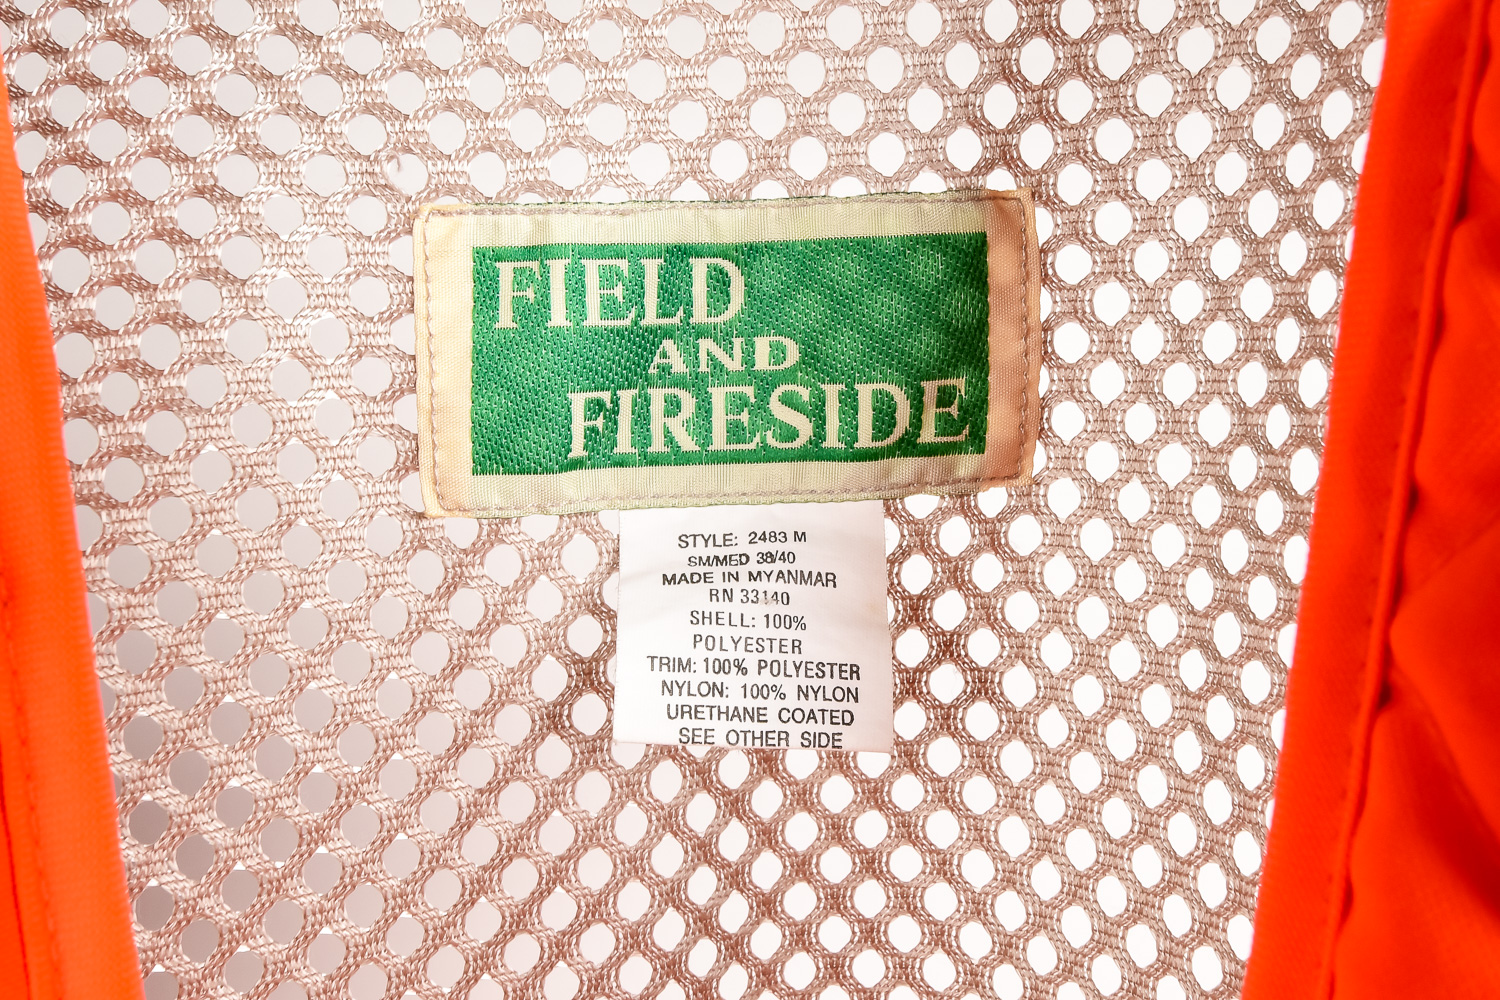 FIELD
AND
FIRESIDE
STYLE: 2483 M
SM/MED 38/40
MADE IN MYANMAR
RN 33140
SHELL: 100%
POLYESTER
TRIM: 100% POLYESTER
NYLON: 100% NYLON
URETHANE COATED
SEE OTHER SIDE